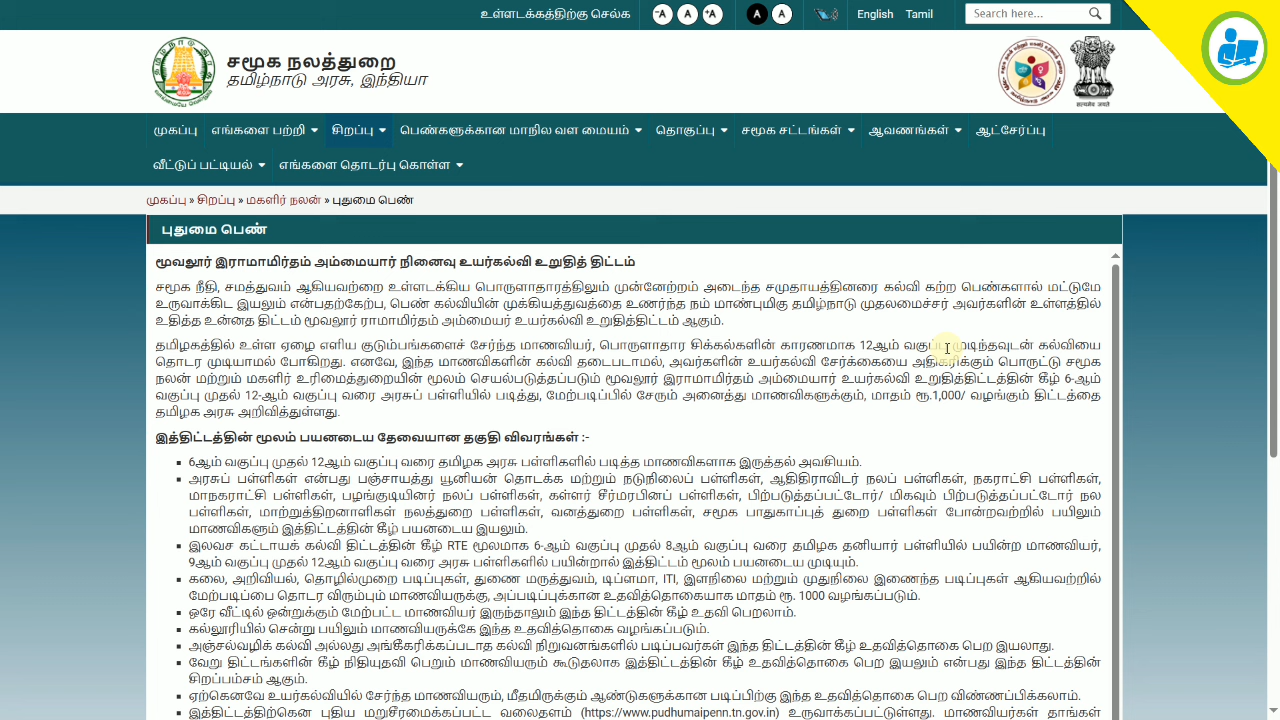 உள்ளடக்கத்திற்கு செல்க -A A +A A A English Tamil Search here...
சமூக நலத்துறை
தமிழ்நாடு அரசு, இந்தியா
முகப்பு எங்களை பற்றி சிறப்பு பெண்களுக்கான மாநில வள மையம் தொகுப்பு சமூக சட்டங்கள் ஆவணங்கள் ஆட்சேர்ப்பு
வீட்டுப் பட்டியல் எங்களை தொடர்பு கொள்ள
முகப்பு » சிறப்பு » மகளிர் நலன் » புதுமை பெண்
புதுமை பெண்
மூவலூர் இராமாமிர்தம் அம்மையார் நினைவு உயர்கல்வி உறுதித் திட்டம்
சமூக நீதி, சமத்துவம் ஆகியவற்றை உள்ளடக்கிய பொருளாதாரத்திலும் முன்னேற்றம் அடைந்த சமுதாயத்தினரை கல்வி கற்ற பெண்களால் மட்டுமே
உருவாக்கிட இயலும் என்பதற்கேற்ப, பெண் கல்வியின் முக்கியத்துவத்தை உணர்ந்த நம் மாண்புமிகு தமிழ்நாடு முதலமைச்சர் அவர்களின் உள்ளத்தில்
உதித்த உன்னத திட்டம் மூவலூர் ராமாமிர்தம் அம்மையர் உயர்கல்வி உறுதித்திட்டம் ஆகும்.
தமிழகத்தில் உள்ள ஏழை எளிய குடும்பங்களைச் சேர்ந்த மாணவியர், பொருளாதார சிக்கல்களின் காரணமாக 12ஆம் வகுப்பு முடிந்தவுடன் கல்வியை
தொடர முடியாமல் போகிறது. எனவே, இந்த மாணவிகளின் கல்வி தடைபடாமல், அவர்களின் உயர்கல்வி சேர்க்கையை அதிகரிக்கும் பொருட்டு சமூக
நலன் மற்றும் மகளிர் உரிமைத்துறையின் மூலம் செயல்படுத்தப்படும் மூவலூர் இராமாமிர்தம் அம்மையார் உயர்கல்வி உறுதித்திட்டத்தின் கீழ் 6-ஆம்
வகுப்பு முதல் 12-ஆம் வகுப்பு வரை அரசுப் பள்ளியில் படித்து, மேற்படிப்பில் சேரும் அனைத்து மாணவிகளுக்கும், மாதம் ரூ.1,000/ வழங்கும் திட்டத்தை
தமிழக அரசு அறிவித்துள்ளது.
இத்திட்டத்தின் மூலம் பயனடைய தேவையான தகுதி விவரங்கள் :-
6ஆம் வகுப்பு முதல் 12ஆம் வகுப்பு வரை தமிழக அரசு பள்ளிகளில் படித்த மாணவிகளாக இருத்தல் அவசியம்.
அரசுப் பள்ளிகள் என்பது பஞ்சாயத்து யூனியன் தொடக்க மற்றும் நடுநிலைப் பள்ளிகள், ஆதிதிராவிடர் நலப் பள்ளிகள், நகராட்சி பள்ளிகள்,
மாநகராட்சி பள்ளிகள், பழங்குடியினர் நலப் பள்ளிகள், கள்ளர் சீர்மரபினப் பள்ளிகள், பிற்படுத்தப்பட்டோர்/ மிகவும் பிற்படுத்தப்பட்டோர் நல
பள்ளிகள், மாற்றுத்திறனாளிகள் நலத்துறை பள்ளிகள், வனத்துறை பள்ளிகள், சமூக பாதுகாப்புத் துறை பள்ளிகள் போன்றவற்றில் பயிலும்
மாணவிகளும் இத்திட்டத்தின் கீழ் பயனடைய இயலும்.
இலவச கட்டாயக் கல்வி திட்டத்தின் கீழ் RTE மூலமாக 6-ஆம் வகுப்பு முதல் 8ஆம் வகுப்பு வரை தமிழக தனியார் பள்ளியில் பயின்ற மாணவியர்,
9ஆம் வகுப்பு முதல் 12ஆம் வகுப்பு வரை அரசு பள்ளிகளில் பயின்றால் இத்திட்டம் மூலம் பயனடைய முடியும்.
கலை, அறிவியல், தொழில்முறை படிப்புகள், துணை மருத்துவம், டிப்ளமா, ITI, இளநிலை மற்றும் முதுநிலை இணைந்த படிப்புகள் ஆகியவற்றில்
மேற்படிப்பை தொடர விரும்பும் மாணவியருக்கு, அப்படிப்புக்கான உதவித்தொகையாக மாதம் ரூ. 1000 வழங்கப்படும்.
ஒரே வீட்டில் ஒன்றுக்கும் மேற்பட்ட மாணவியர் இருந்தாலும் இந்த திட்டத்தின் கீழ் உதவி பெறலாம்.
கல்லூரியில் சென்று பயிலும் மாணவியருக்கே இந்த உதவித்தொகை வழங்கப்படும்.
அஞ்சல்வழிக் கல்வி அல்லது அங்கீகரிக்கப்படாத கல்வி நிறுவனங்களில் படிப்பவர்கள் இந்த திட்டத்தின் கீழ் உதவித்தொகை பெற இயலாது.
வேறு திட்டங்களின் கீழ் நிதியுதவி பெறும் மாணவியரும் கூடுதலாக இத்திட்டத்தின் கீழ் உதவித்தொகை பெற இயலும் என்பது இந்த திட்டத்தின்
சிறப்பம்சம் ஆகும்.
ஏற்கெனவே உயர்கல்வியில் சேர்ந்த மாணவியரும், மீதமிருக்கும் ஆண்டுகளுக்கான படிப்பிற்கு இந்த உதவித்தொகை பெற விண்ணப்பிக்கலாம்.
இத்திட்டத்திற்கென புதிய மறுசீரமைக்கப்பட்ட வலைதளம் (https://www.pudhumaipenn.tn.gov.in) உருவாக்கப்பட்டுள்ளது. மாணவியர்கள் தாங்கள்